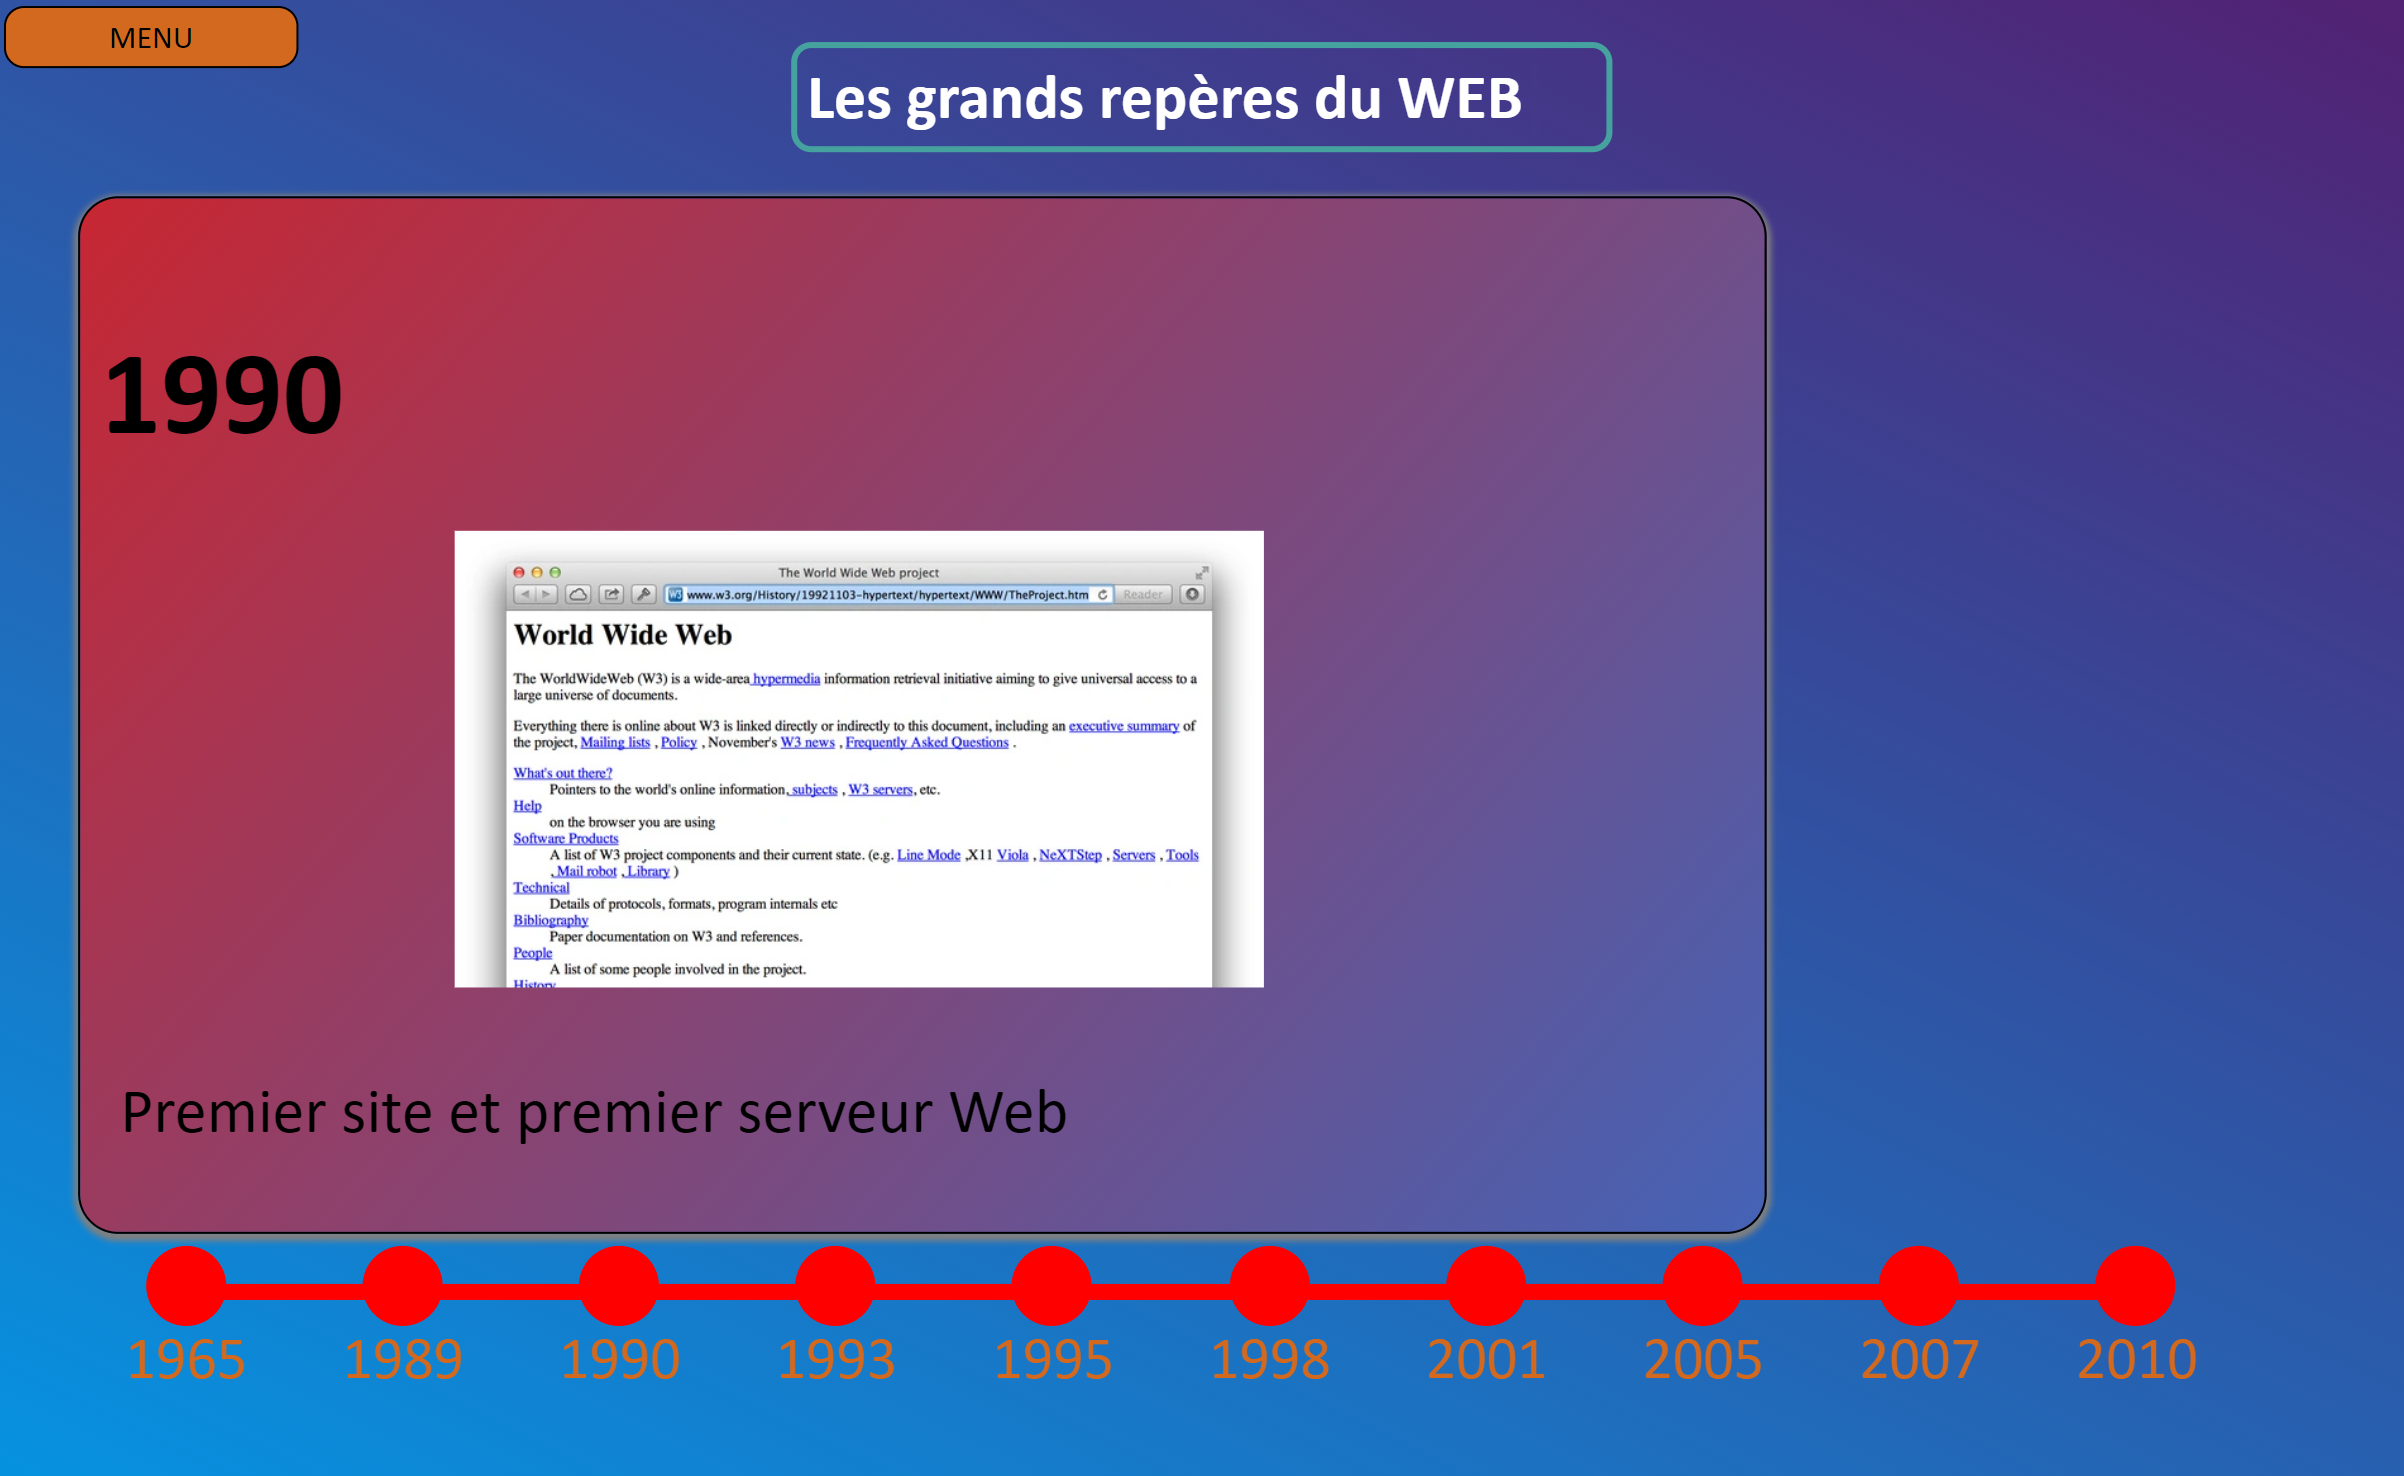 MENU
Les grands repères du WEB
1990
The World Wide Web project
www.w3.org/History/19921103-hypertext/hypertext/WWW/TheProject.htm
Reader
World Wide Web
The WorldWideWeb (W3) is a wide-area hypermedia information retrieval initiative aiming to give universal access to a
large universe of documents.
Everything there is online about W3 is linked directly or indirectly to this document, including an executive summary of
the project, Mailing lists , Policy , November's W3 news , Frequently Asked Questions .
What's out there?
Pointers to the world's online information, subjects , W3 servers, etc.
Help
on the browser you are using
Software Products
A list of W3 project components and their current state. (e.g. Line Mode ,X11 Viola , NeXTStep , Servers , Tools
, Mail robot , Library )
Technical
Details of protocols, formats, program internals etc
Bibliography
Paper documentation on W3 and references.
People
A list of some people involved in the project.
History
Premier site et premier serveur Web
1965 1989 1990 1993 1995 1998 2001 2005 2007 2010